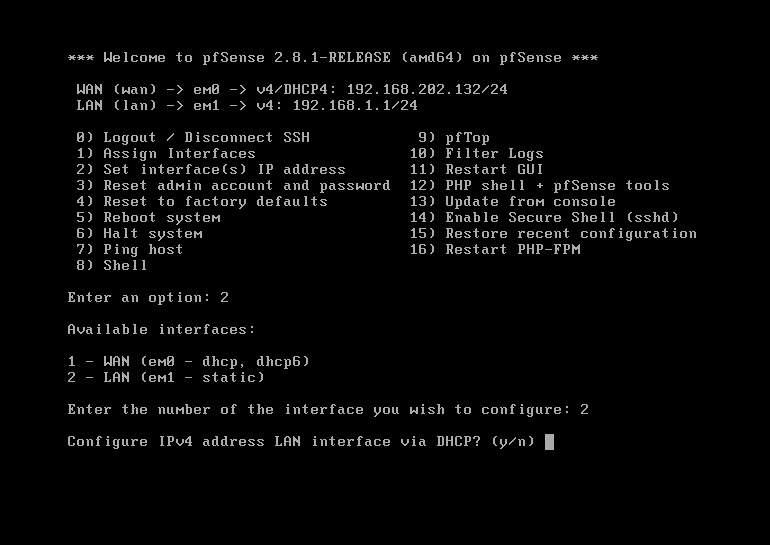 *** Welcome to pfSense 2.8.1-RELEASE (amd64) on pfSense ***
WAN (wan) -> em0 -> v4/DHCP4: 192.168.202.132/24
LAN (lan) -> em1 -> v4: 192.168.1.1/24
0) Logout / Disconnect SSH 9) pfTop
1) Assign Interfaces 10) Filter Logs
2) Set interface(s) IP address 11) Restart GUI
3) Reset admin account and password 12) PHP shell + pfSense tools
4) Reset to factory defaults 13) Update from console
5) Reboot system 14) Enable Secure Shell (sshd)
6) Halt system 15) Restore recent configuration
7) Ping host 16) Restart PHP-FPM
8) Shell
Enter an option: 2
Available interfaces:
1 - WAN (em0 - dhcp, dhcp6)
2 - LAN (em1 - static)
Enter the number of the interface you wish to configure: 2
Configure IPv4 address LAN interface via DHCP? (y/n)